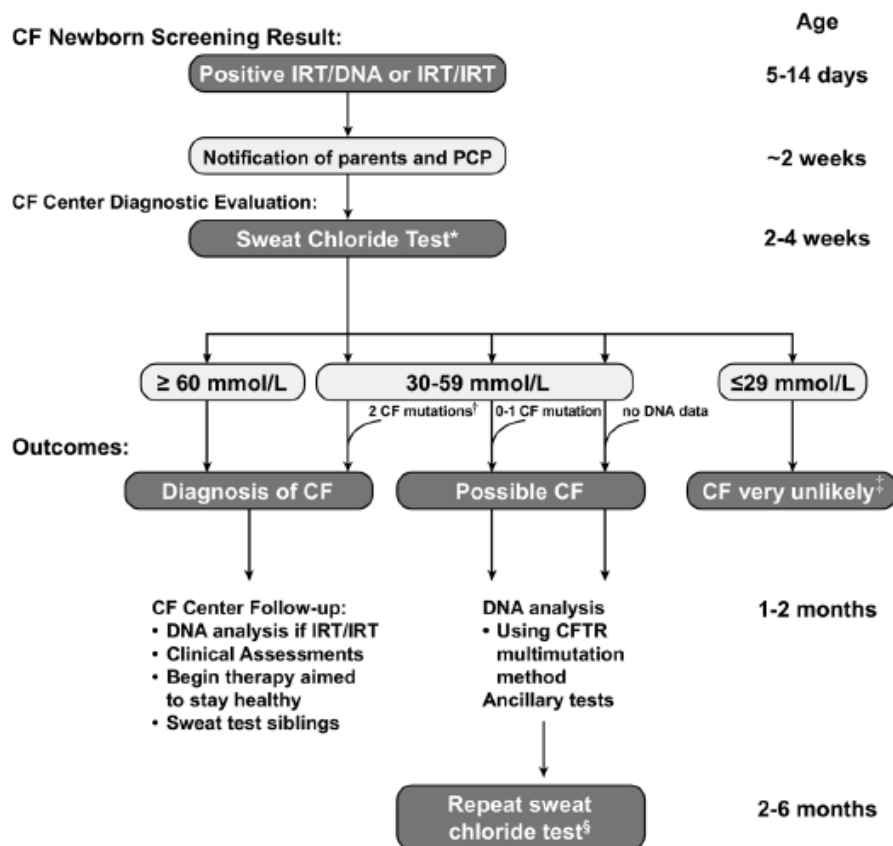 Age
CF Newborn Screening Result:
Positive IRT/DNA or IRT/IRT
5-14 days
Notification of parents and PCP
~2 weeks
CF Center Diagnostic Evaluation:
Sweat Chloride Test*
2-4 weeks
≥ 60 mmol/L
30-59 mmol/L
≤29 mmol/L
2 CF mutations†
0-1 CF mutation
no DNA data
Outcomes:
Diagnosis of CF
Possible CF
CF very unlikely‡
CF Center Follow-up:
• DNA analysis if IRT/IRT
• Clinical Assessments
• Begin therapy aimed
to stay healthy
• Sweat test siblings
DNA analysis
• Using CFTR
multimutation
method
Ancillary tests
1-2 months
Repeat sweat
chloride test§
2-6 months